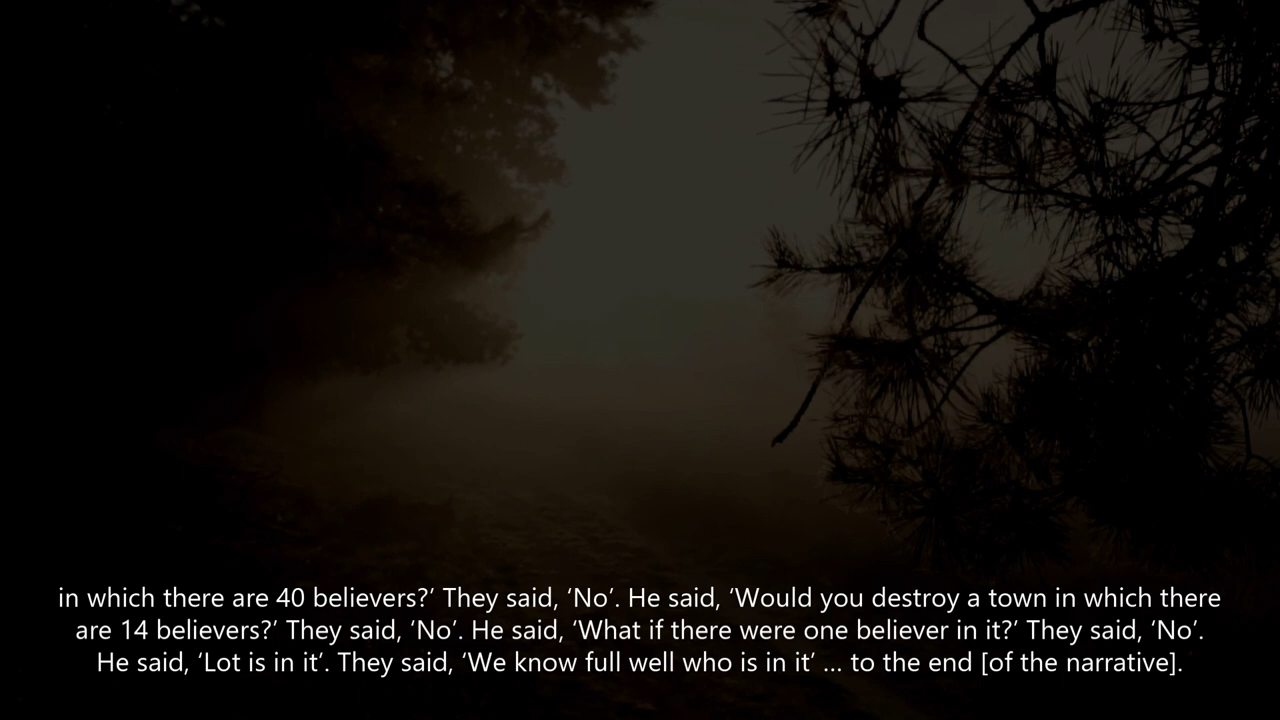 in which there are 40 believers?’ They said, ‘No’. He said, ‘Would you destroy a town in which there
are 14 believers?’ They said, ‘No’. He said, ‘What if there were one believer in it?’ They said, ‘No’.
He said, ‘Lot is in it’. They said, ‘We know full well who is in it’ ... to the end [of the narrative].